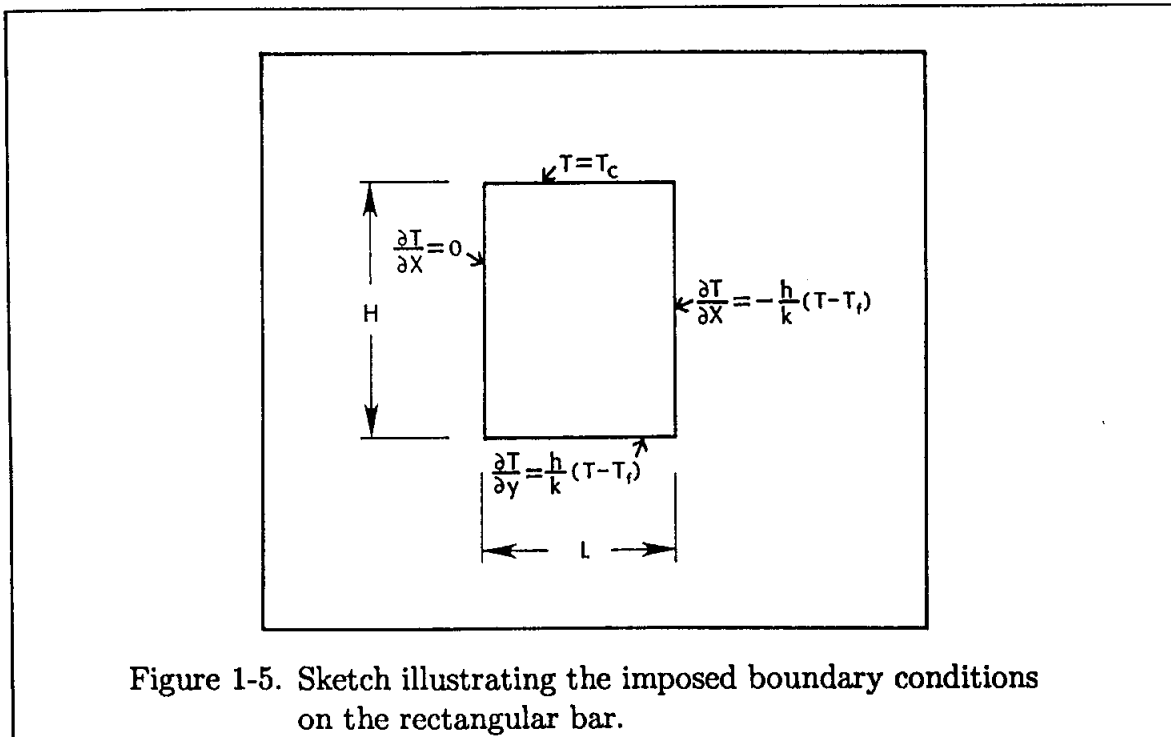 T=T_c
∂T/∂X=0
H
∂T/∂X=-h/k(T-T_f)
∂T/∂y=h/k(T-T_f)
L
Figure 1-5. Sketch illustrating the imposed boundary conditions
on the rectangular bar.